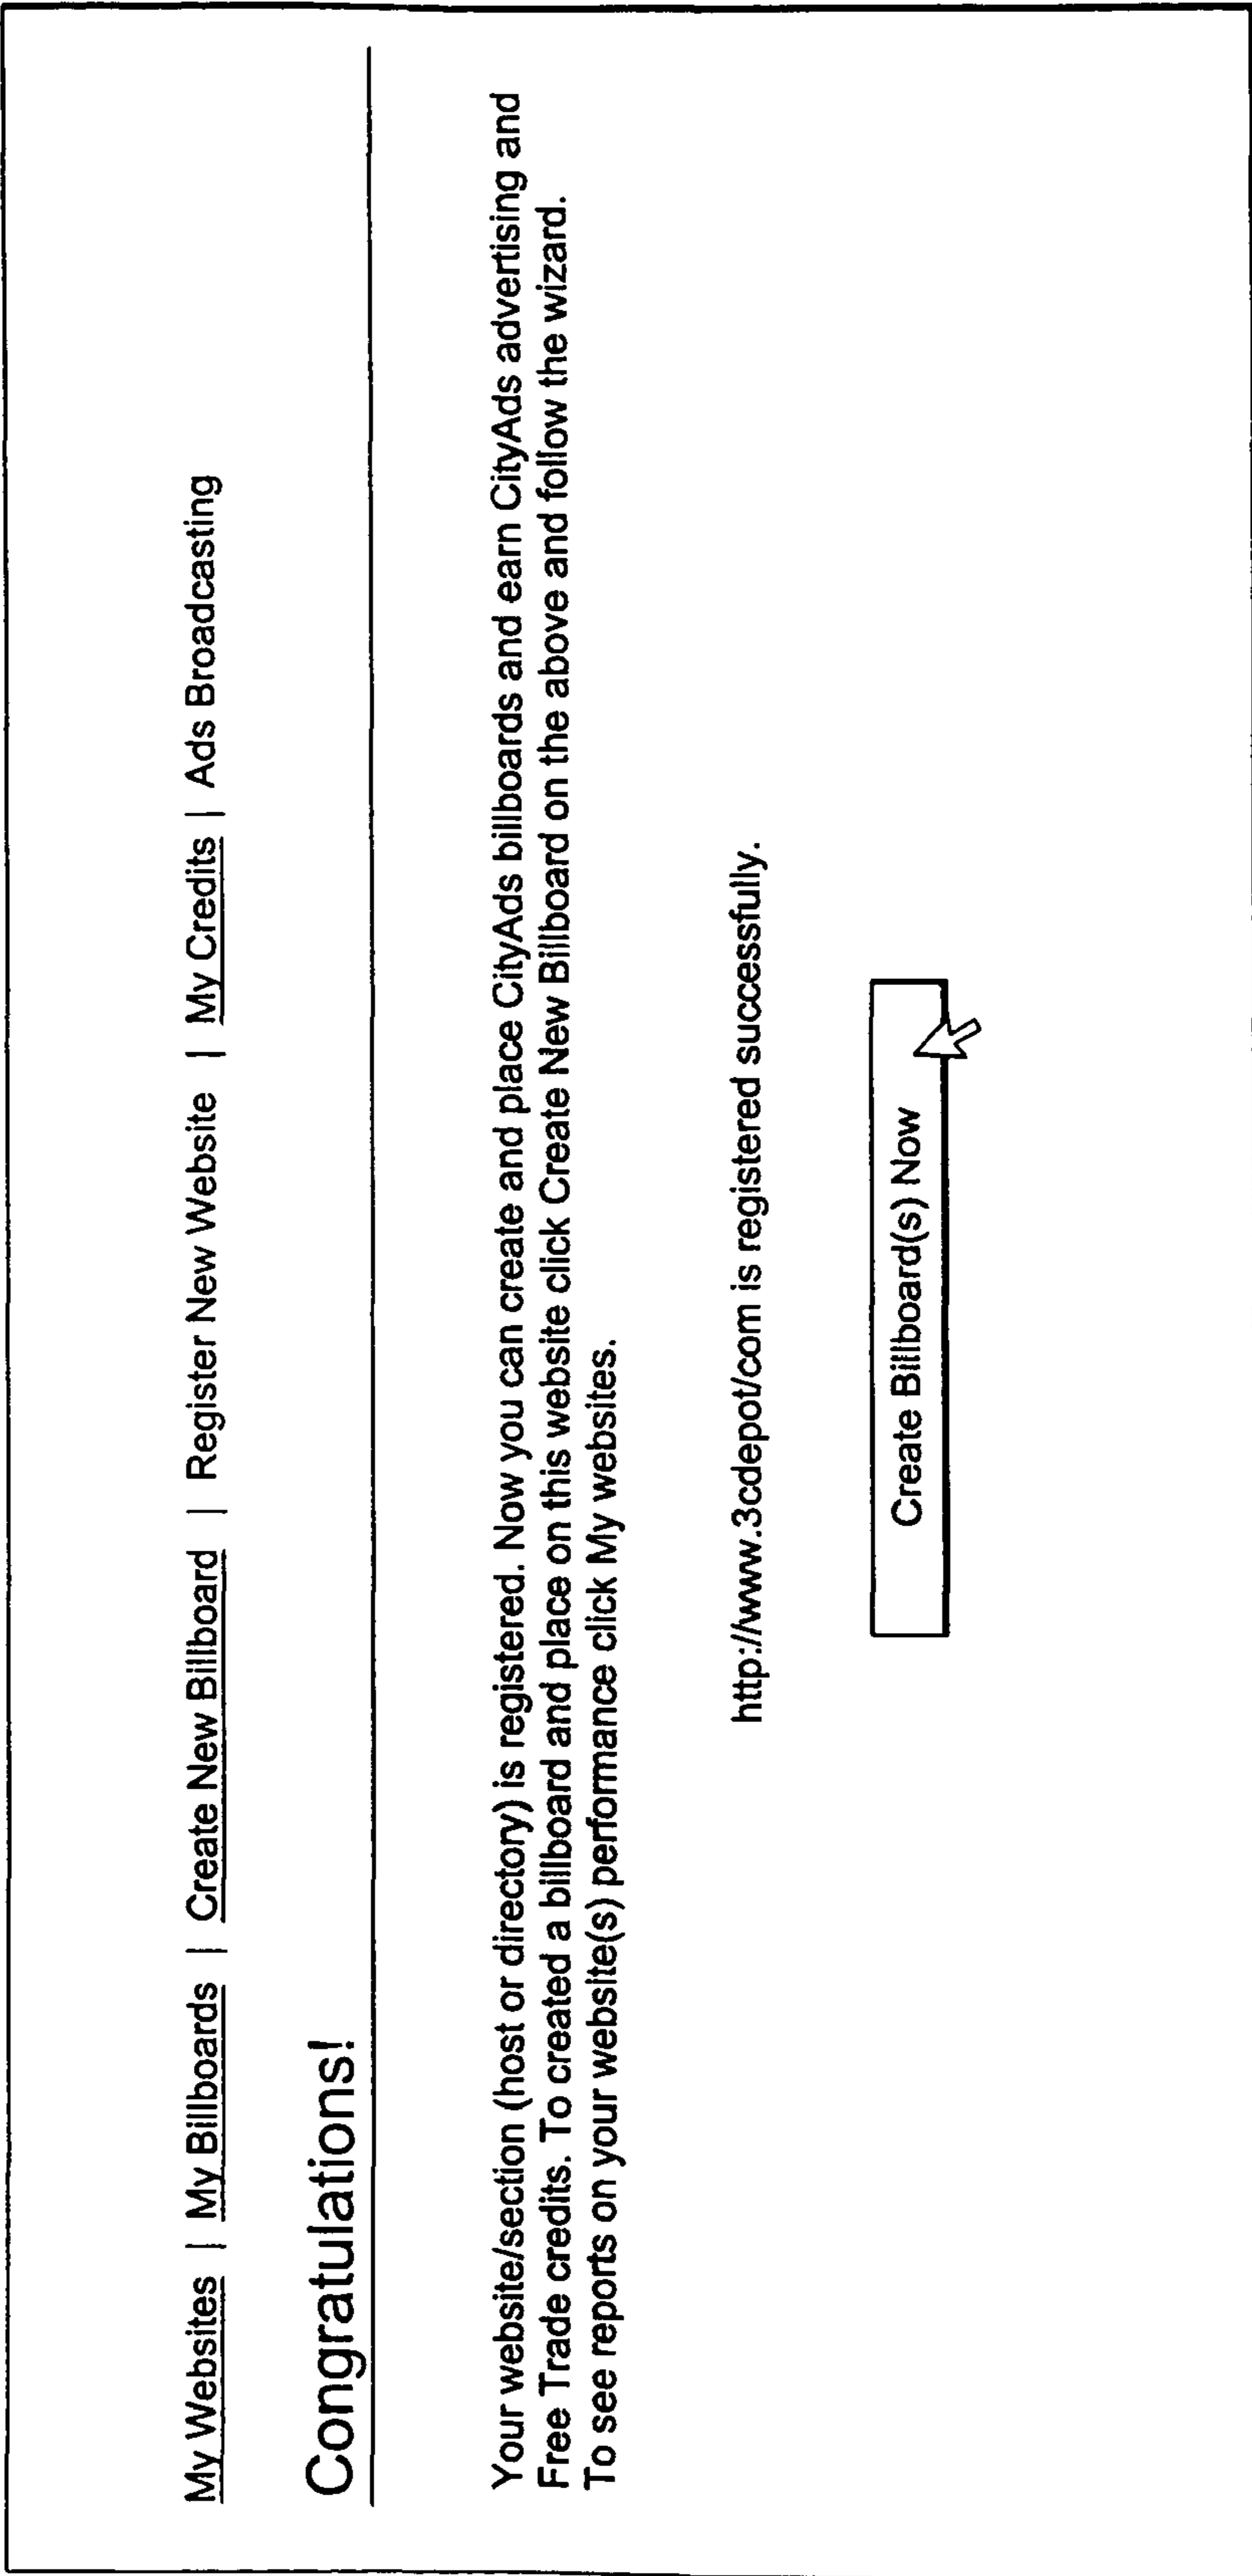 My Websites | My Billboards | Create New Billboard | Register New Website | My Credits | Ads Broadcasting
Congratulations!
Your website/section (host or directory) is registered. Now you can create and place CityAds billboards and earn CityAds advertising and
Free Trade credits. To created a billboard and place on this website click Create New Billboard on the above and follow the wizard.
To see reports on your website(s) performance click My websites.
http://www.3cdepot/com is registered successfully.
Create Billboard(s) Now